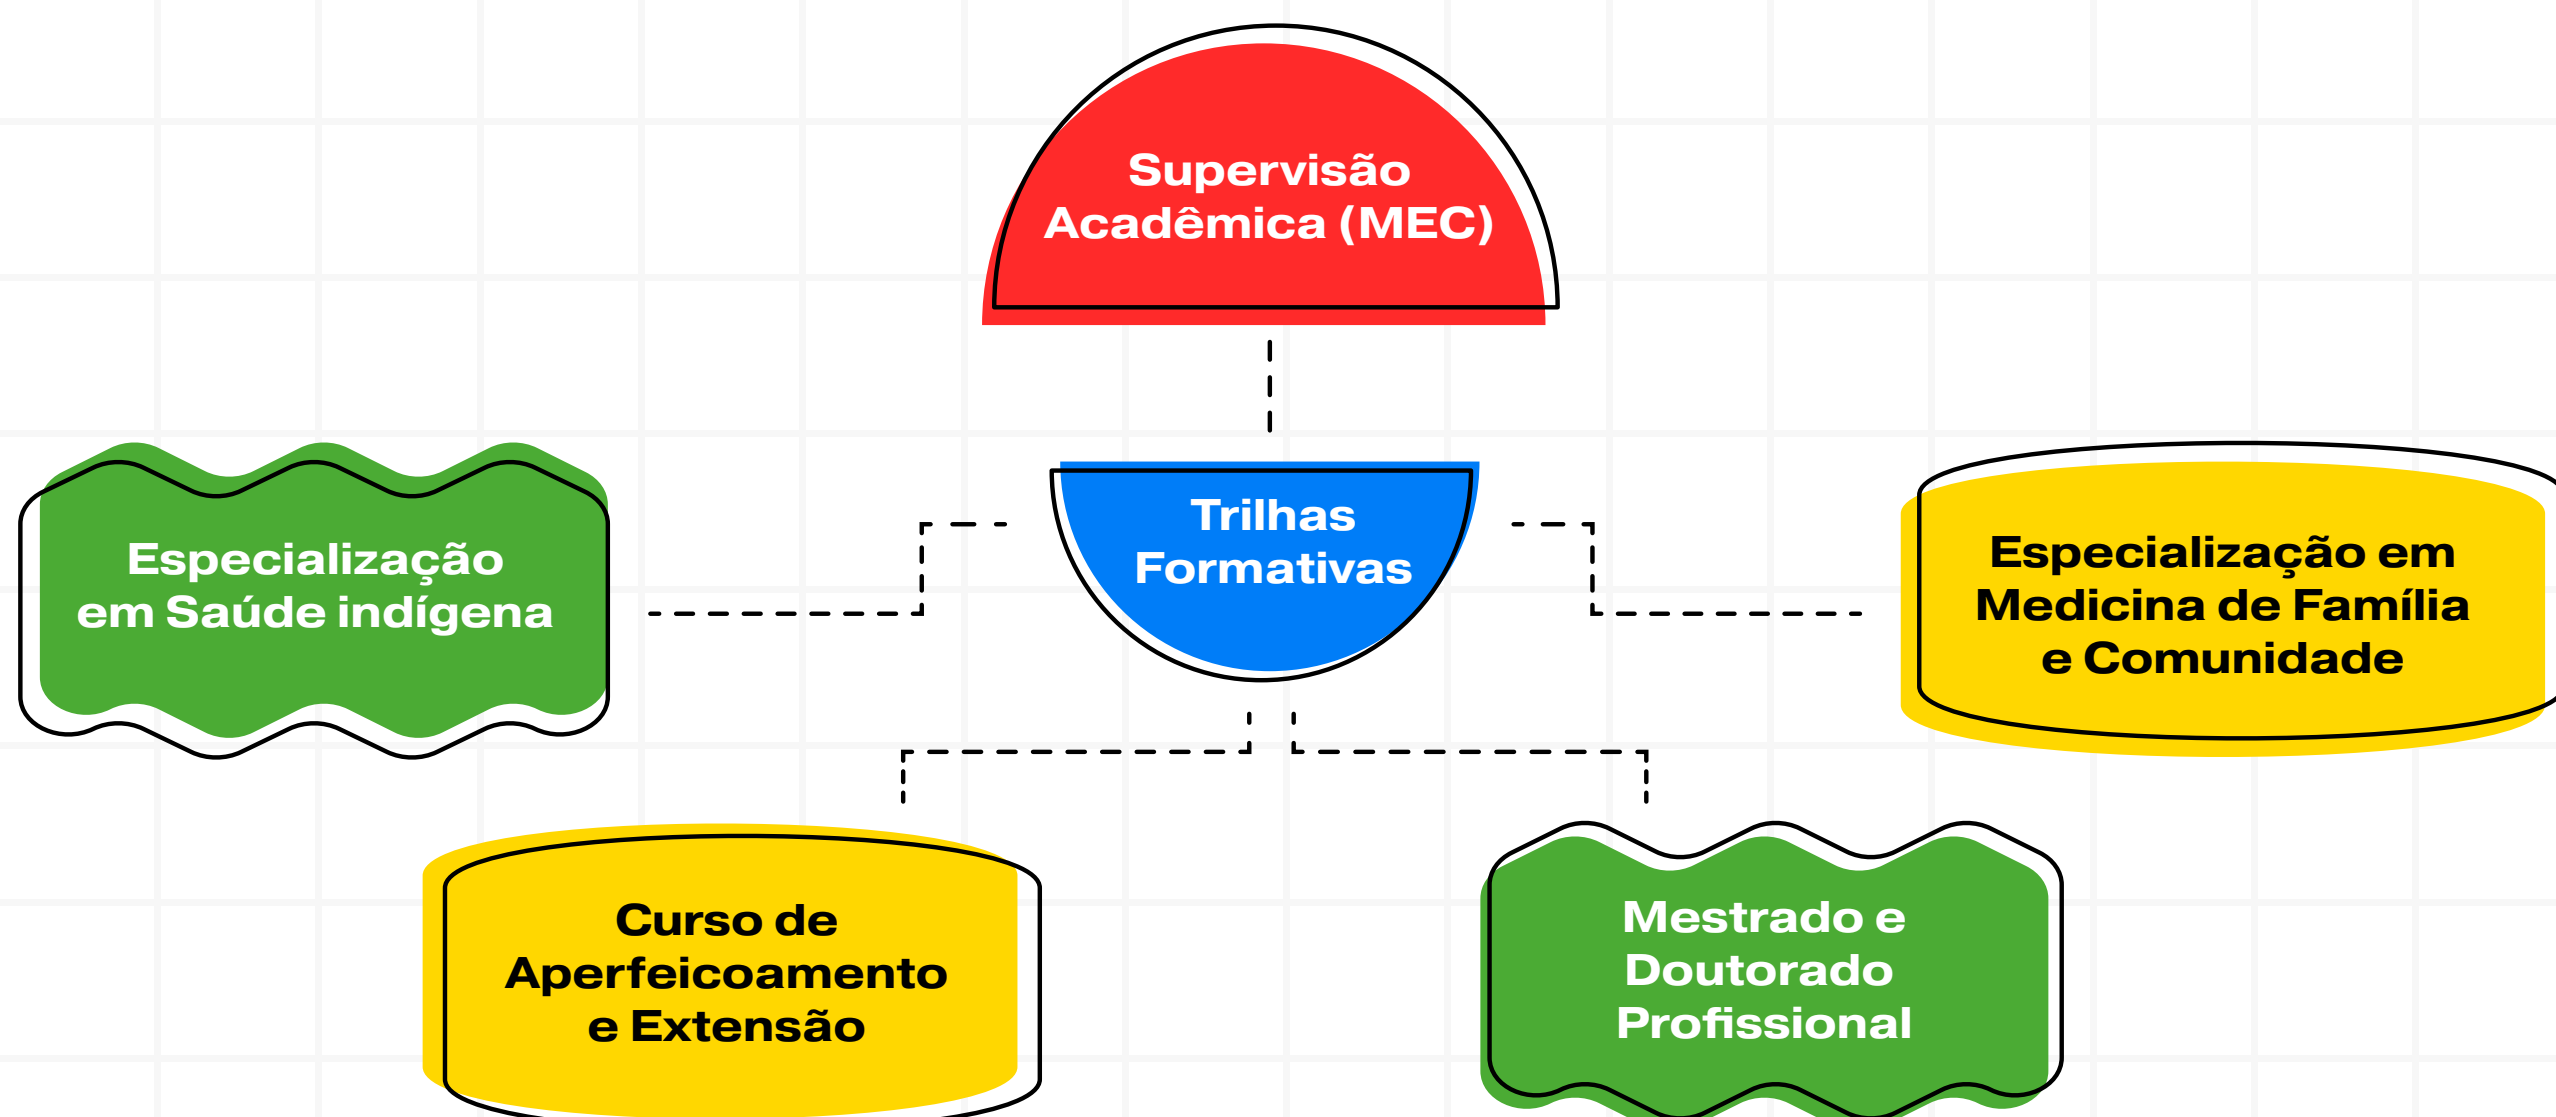 Supervisão
Acadêmica (MEC)
Trilhas
Formativas
Especialização
em Saúde indígena
Especialização em
Medicina de Família
e Comunidade
Curso de
Aperfeicoamento
e Extensão
Mestrado e
Doutorado
Profissional